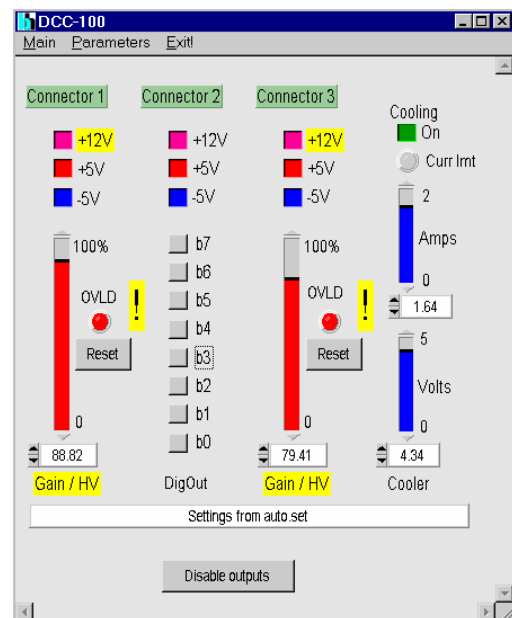 DCC-100
Main Parameters Exit!
Connector 1 Connector 2 Connector 3
Cooling
On
Curr lmt
+12V +12V +12V
+5V +5V +5V
-5V -5V -5V
2
Amps
0
1.64
100% b7 100%
b6
OVLD ! b5 OVLD !
b4
Reset b3 Reset
b2
b1
0 b0 0
5
Volts
0
88.82 79.41 4.34
Gain / HV DigOut Gain / HV Cooler
Settings from auto.set
Disable outputs